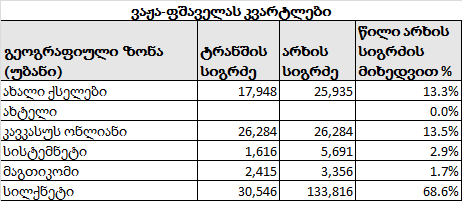 ვაჟა-ფშაველას კვარტლები
გეოგრაფიული ზონა (უბანი) ტრანშის სიგრძე არხის სიგრძე წილი არხის სიგრძის მიხედვით %
ახალი ქსელები 17,948 25,935 13.3%
ახტელი 0.0%
კავკასუს ონლიანი 26,284 26,284 13.5%
სისტემნეტი 1,616 5,691 2.9%
მაგთიკომი 2,415 3,356 1.7%
სილქნეტი 30,546 133,816 68.6%